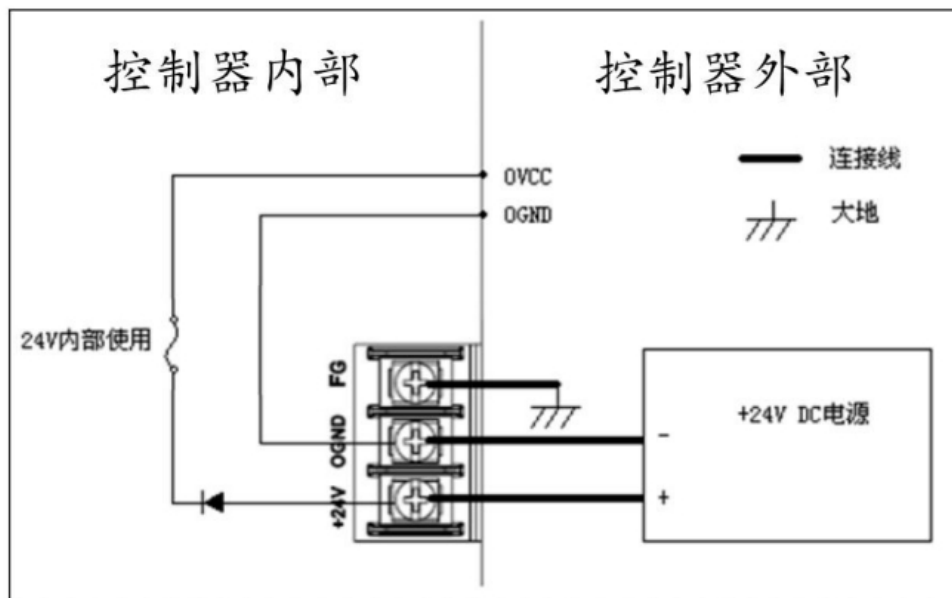 控制器内部
控制器外部
连接线
大地
OVCC
OGND
24V内部使用
FG
OGND
+24V
+24V DC电源
-
+